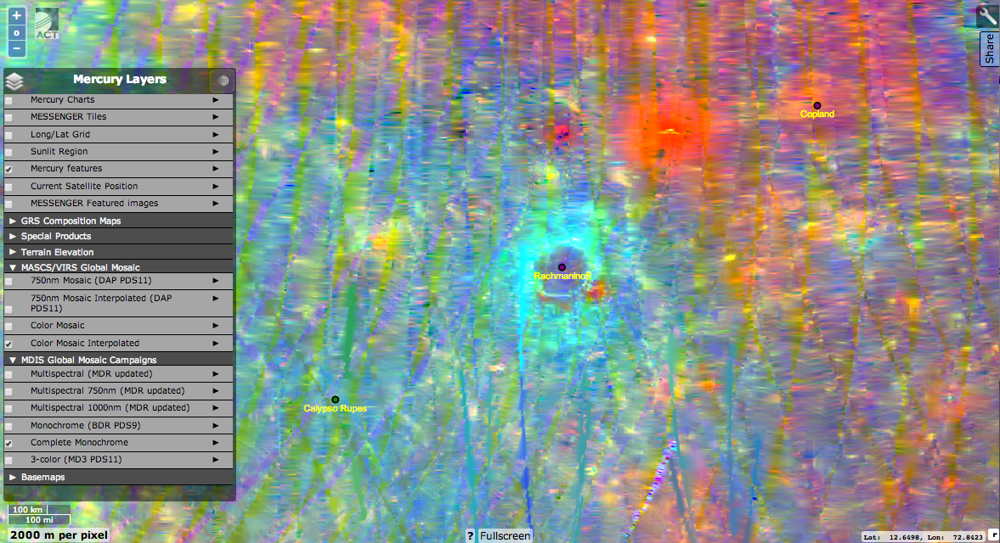 +
o
−
ACT
Share
Mercury Layers
Mercury Charts
MESSENGER Tiles
Long/Lat Grid
Sunlit Region
Mercury features
Current Satellite Position
MESSENGER Featured images
GRS Composition Maps
Special Products
Terrain Elevation
MASCS/VIRS Global Mosaic
750nm Mosaic (DAP PDS11)
750nm Mosaic Interpolated (DAP
PDS11)
Color Mosaic
Color Mosaic Interpolated
MDIS Global Mosaic Campaigns
Multispectral (MDR updated)
Multispectral 750nm (MDR updated)
Multispectral 1000nm (MDR updated)
Monochrome (BDR PDS9)
Complete Monochrome
3-color (MD3 PDS11)
Basemaps
Copland
Rachmaninoff
Calypso Rupes
100 km
100 mi
2000 m per pixel
? Fullscreen
Lat: 12.6498, Lon: 72.8423
r